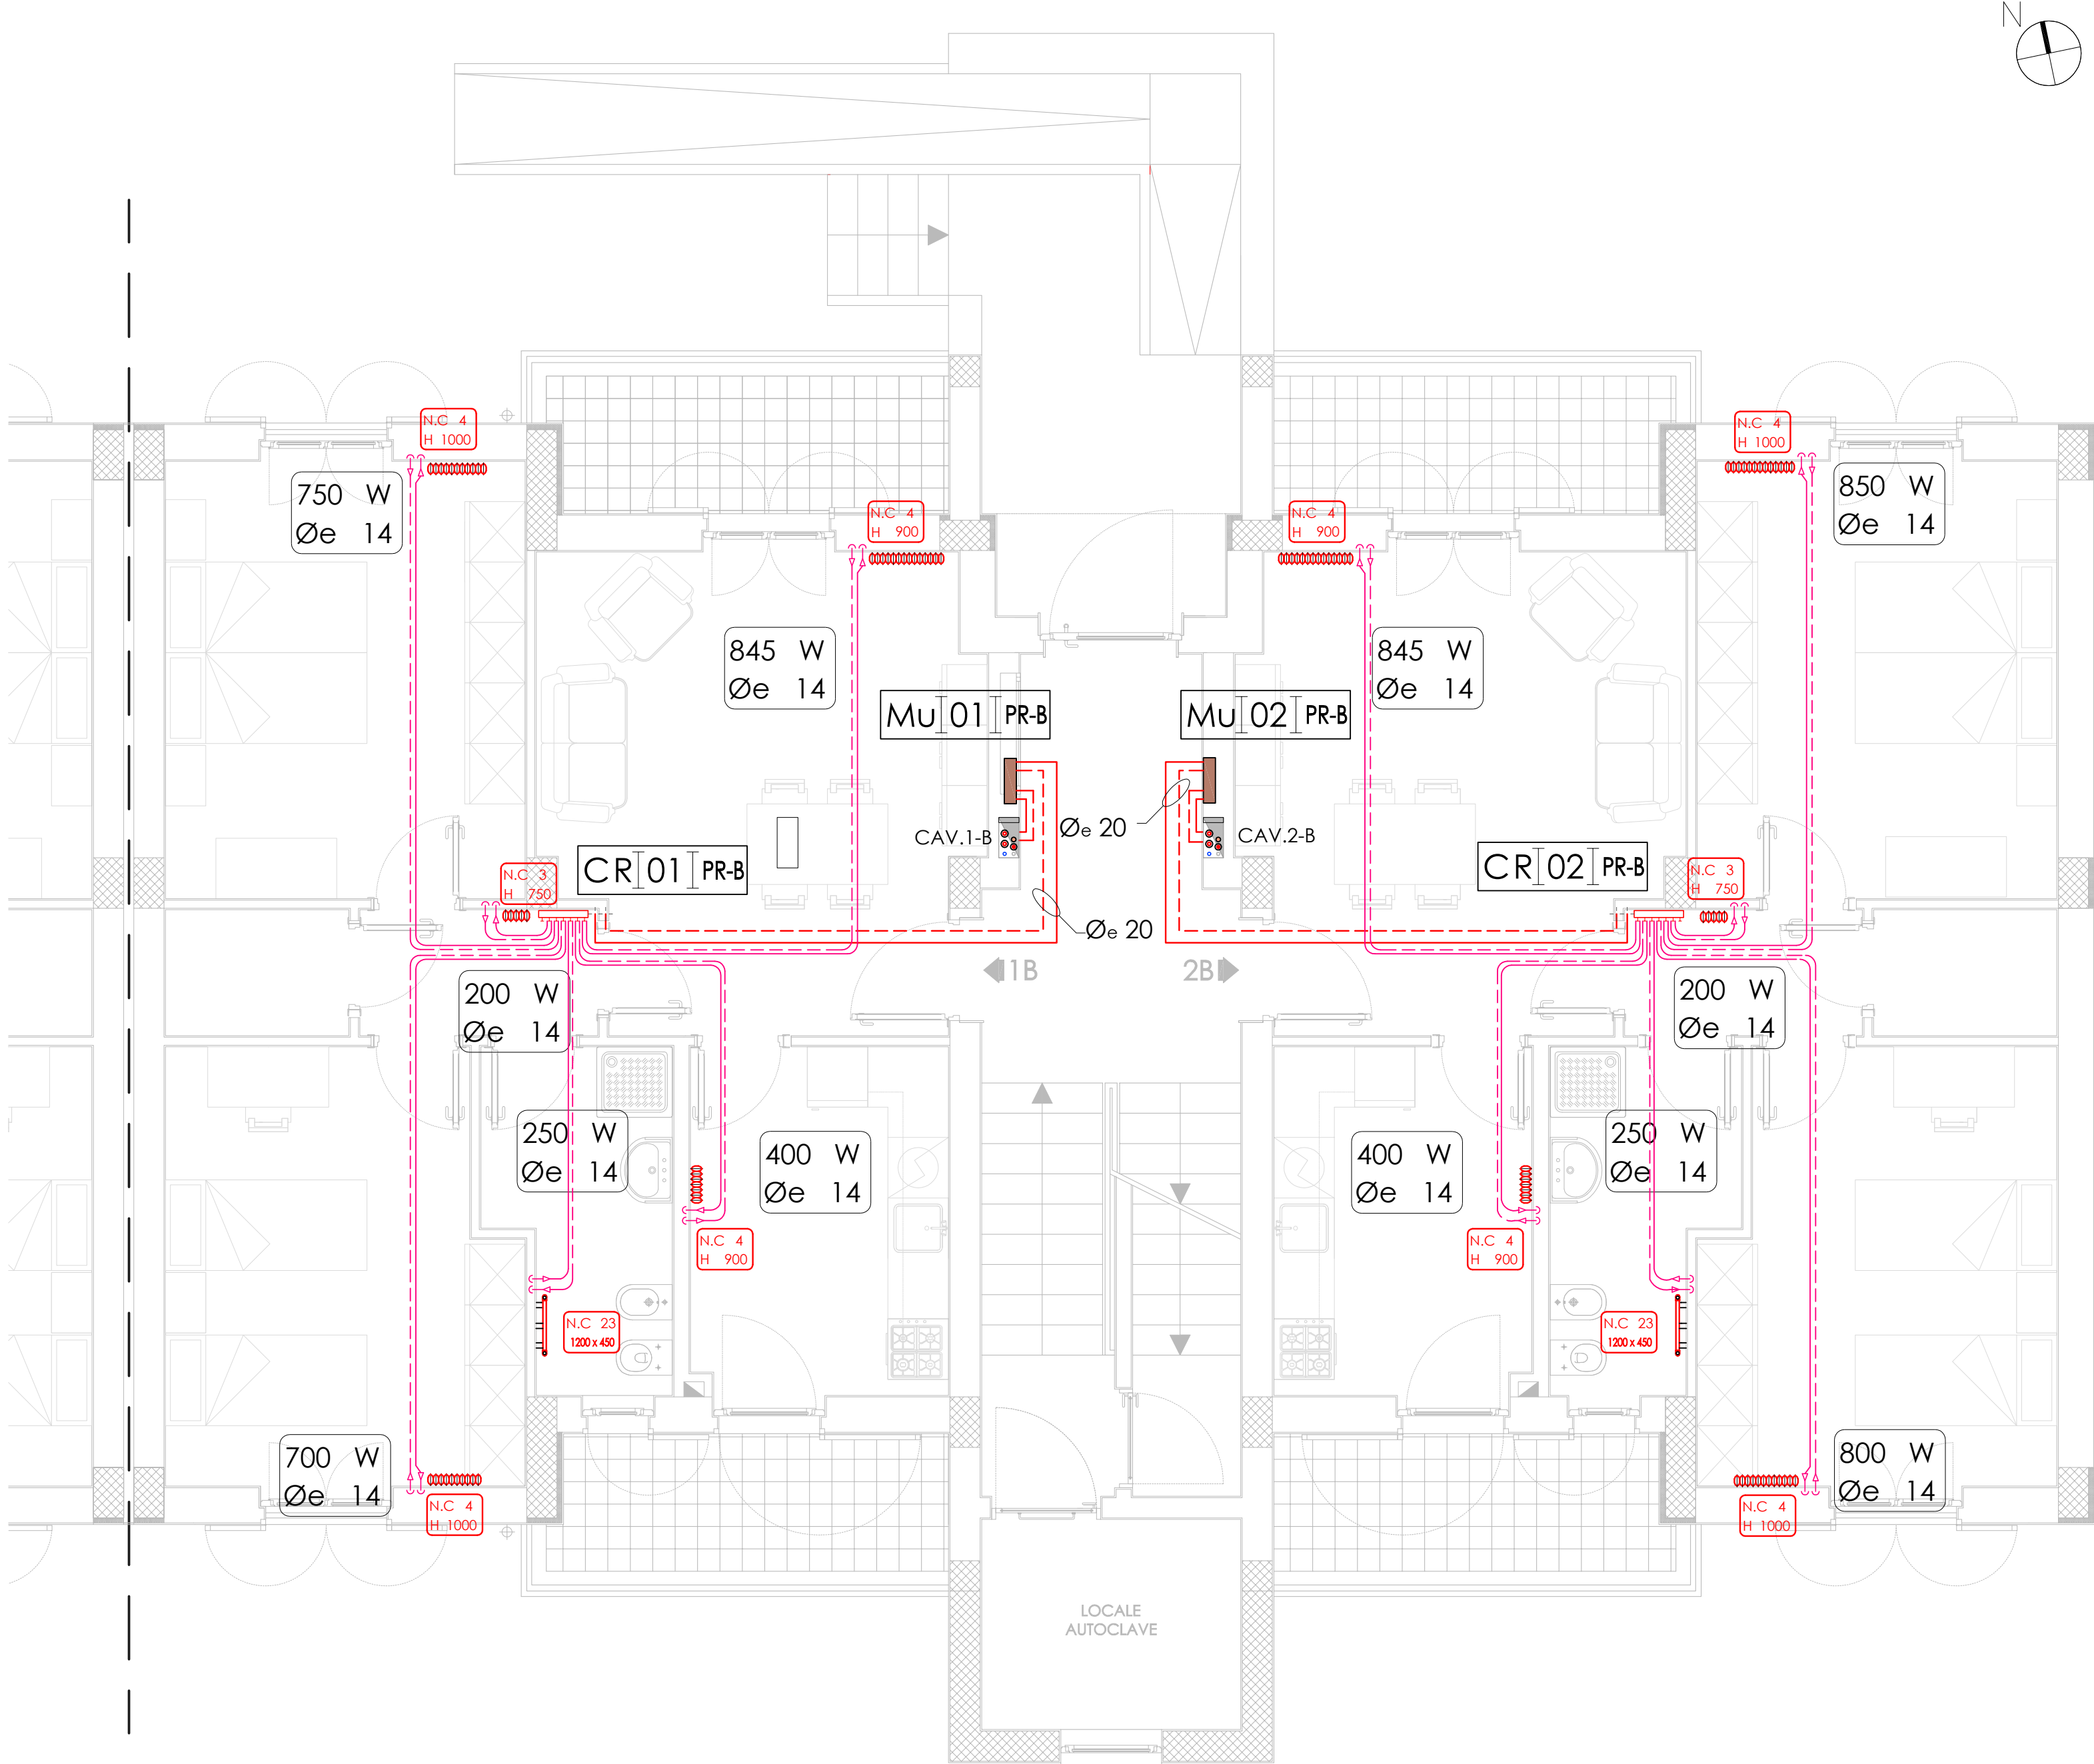 N
N.C 4
H 1000
N.C 4
H 1000
750 W
Øe 14
850 W
Øe 14
N.C 4
H 900
N.C 4
H 900
845 W
Øe 14
845 W
Øe 14
Mu 01 PR-B
Mu 02 PR-B
CAV.1-B
Øe 20
CAV.2-B
CR 01 PR-B
CR 02 PR-B
N.C 3
H 750
N.C 3
H 750
Øe 20
1B
2B
200 W
Øe 14
200 W
Øe 14
250 W
Øe 14
400 W
Øe 14
400 W
Øe 14
250 W
Øe 14
N.C 4
H 900
N.C 4
H 900
N.C 23
1200 x 450
N.C 23
1200 x 450
700 W
Øe 14
800 W
Øe 14
N.C 4
H 1000
N.C 4
H 1000
LOCALE
AUTOCLAVE